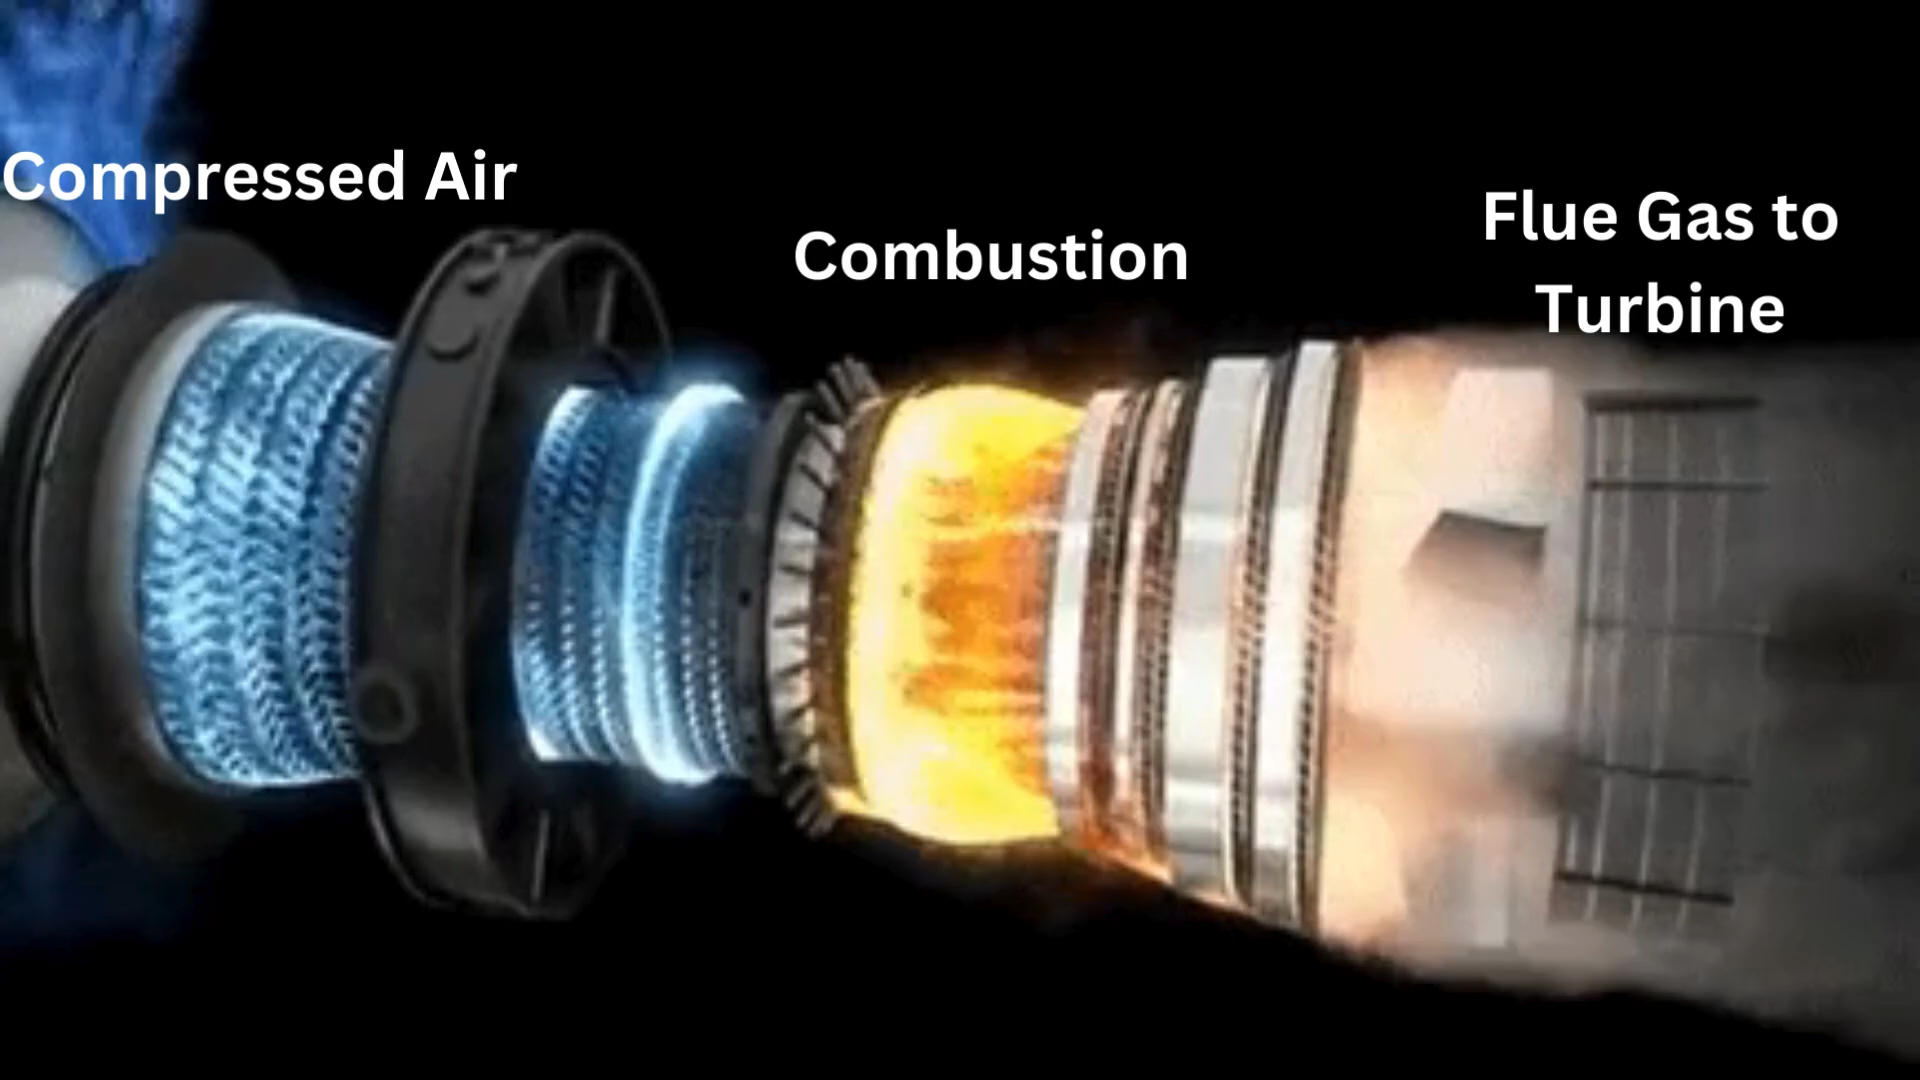 Compressed Air
Combustion
Flue Gas to
Turbine